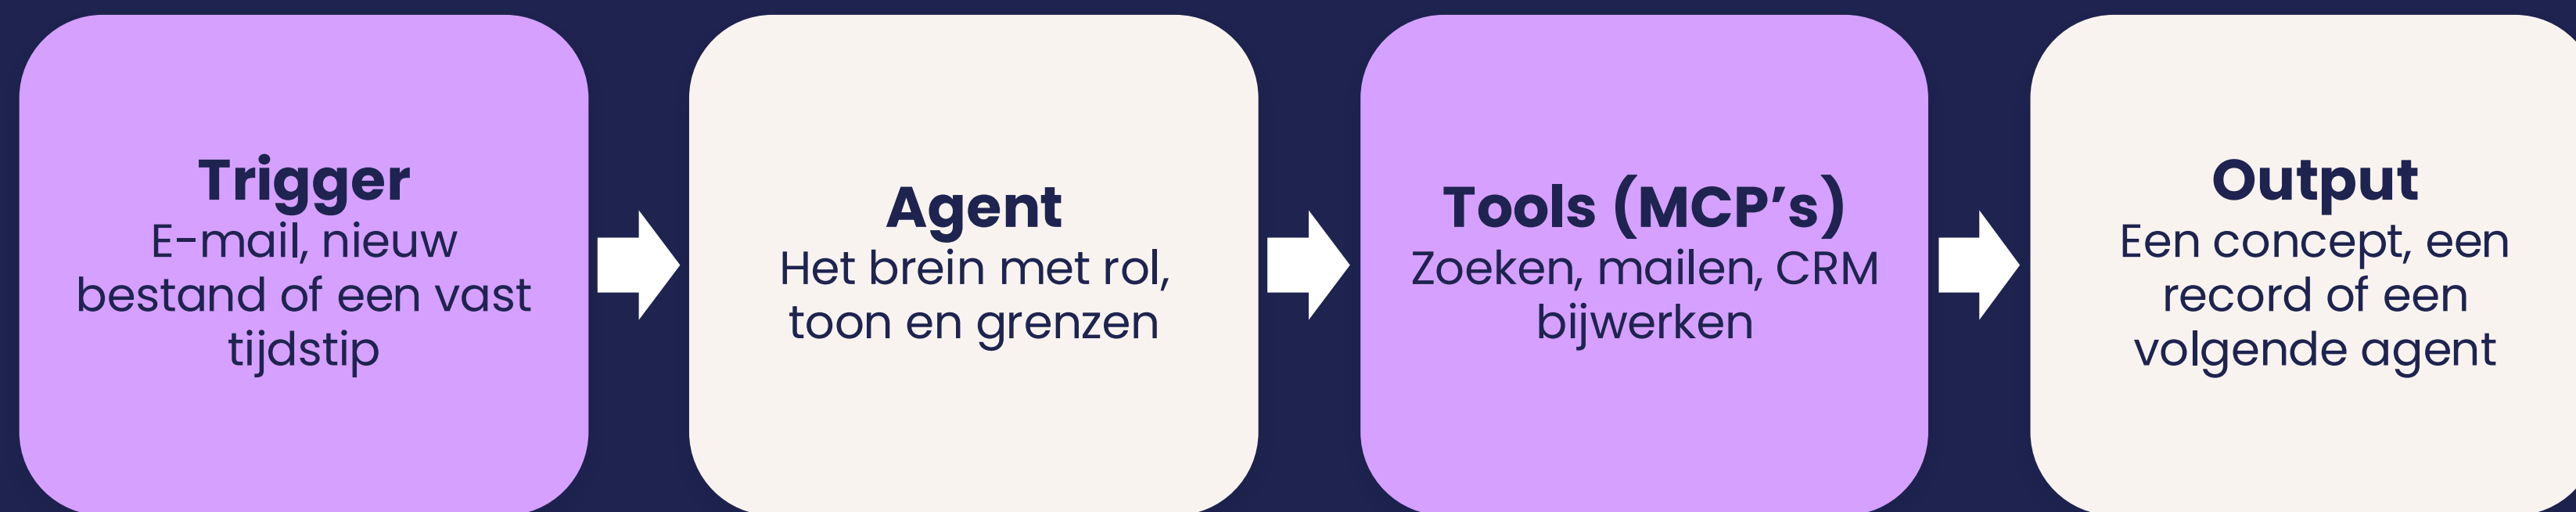 Trigger
E-mail, nieuw
bestand of een vast
tijdstip
Agent
Het brein met rol,
toon en grenzen
Tools (MCP’s)
Zoeken, mailen, CRM
bijwerken
Output
Een concept, een
record of een
volgende agent